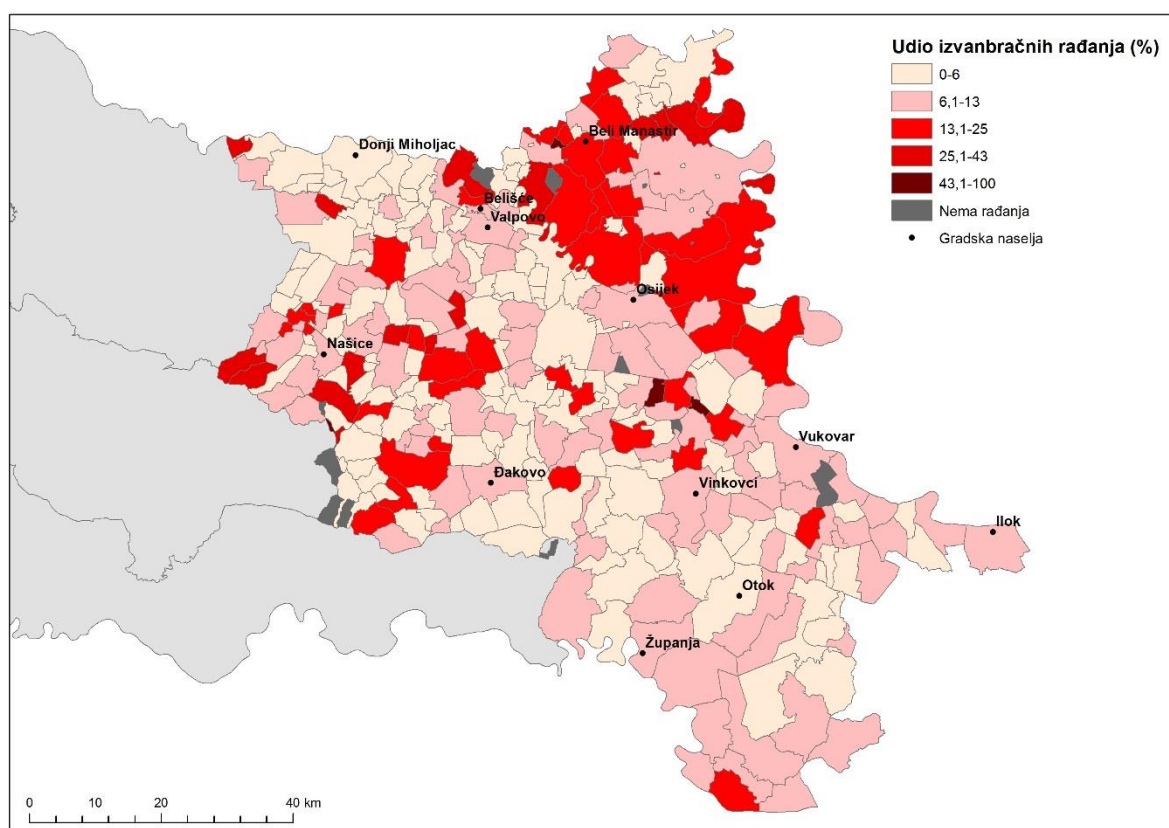 Udio izvanbračnih rađanja (%)
0-6
6,1-13
13,1-25
25,1-43
43,1-100
Nema rađanja
Gradska naselja
Beli Manastir
Donji Miholjac
Belišće
Valpovo
Osijek
Našice
Vukovar
Đakovo
Vinkovci
Ilok
Otok
Županja
0 10 20 40 km